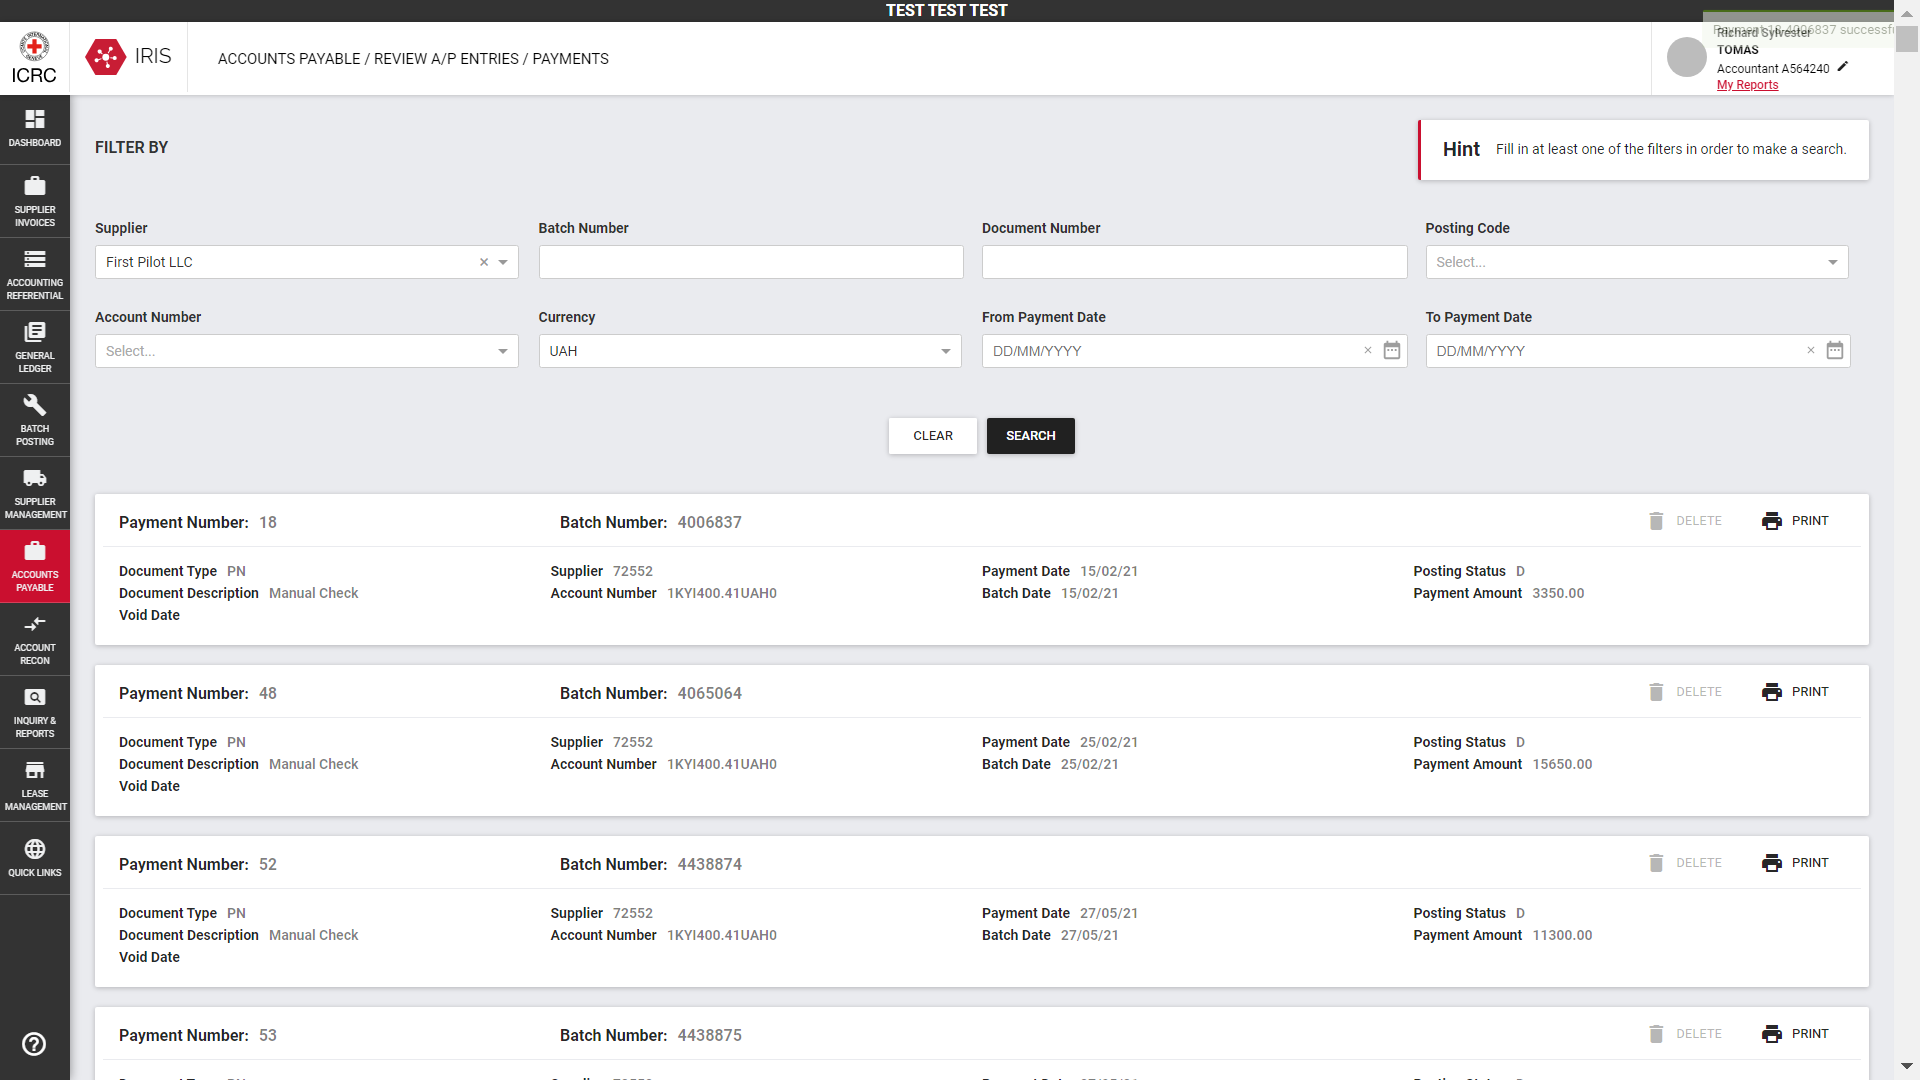 TEST TEST TEST
ICRC
IRIS
ACCOUNTS PAYABLE / REVIEW A/P ENTRIES / PAYMENTS
Payment 18 4006837
Richard Sylvester
TOMAS
Accountant A564240
My Reports
DASHBOARD
SUPPLIER
INVOICES
ACCOUNTING
REFERENTIAL
GENERAL
LEDGER
BATCH
POSTING
SUPPLIER
MANAGEMENT
ACCOUNTS
PAYABLE
ACCOUNT
RECON
INQUIRY &
REPORTS
LEASE
MANAGEMENT
QUICK LINKS
FILTER BY
Hint Fill in at least one of the filters in order to make a search.
Supplier Batch Number Document Number Posting Code
First Pilot LLC × Select...
Account Number Currency From Payment Date To Payment Date
Select... UAH DD/MM/YYYY × DD/MM/YYYY ×
CLEAR SEARCH
Payment Number: 18 Batch Number: 4006837 DELETE PRINT
Document Type PN Supplier 72552 Payment Date 15/02/21 Posting Status D
Document Description Manual Check Account Number 1KYI400.41UAH0 Batch Date 15/02/21 Payment Amount 3350.00
Void Date
Payment Number: 48 Batch Number: 4065064 DELETE PRINT
Document Type PN Supplier 72552 Payment Date 25/02/21 Posting Status D
Document Description Manual Check Account Number 1KYI400.41UAH0 Batch Date 25/02/21 Payment Amount 15650.00
Void Date
Payment Number: 52 Batch Number: 4438874 DELETE PRINT
Document Type PN Supplier 72552 Payment Date 27/05/21 Posting Status D
Document Description Manual Check Account Number 1KYI400.41UAH0 Batch Date 27/05/21 Payment Amount 11300.00
Void Date
Payment Number: 53 Batch Number: 4438875 DELETE PRINT